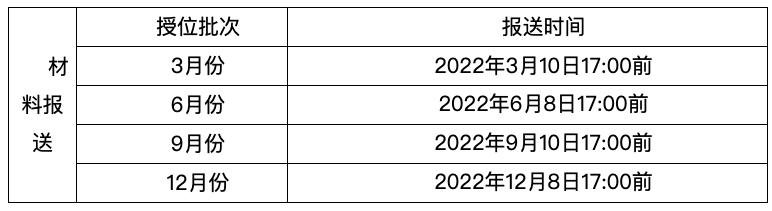 材
料报
送
授位批次 报送时间
3月份 2022年3月10日17:00前
6月份 2022年6月8日17:00前
9月份 2022年9月10日17:00前
12月份 2022年12月8日17:00前